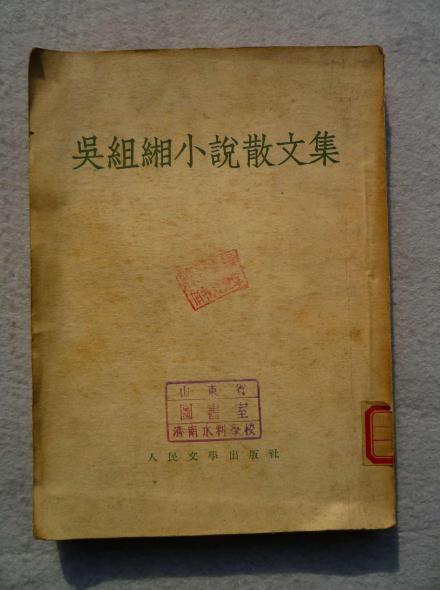 吳組緗小說散文集
山東省
圖書室
濟南水利學校
人民文學出版社